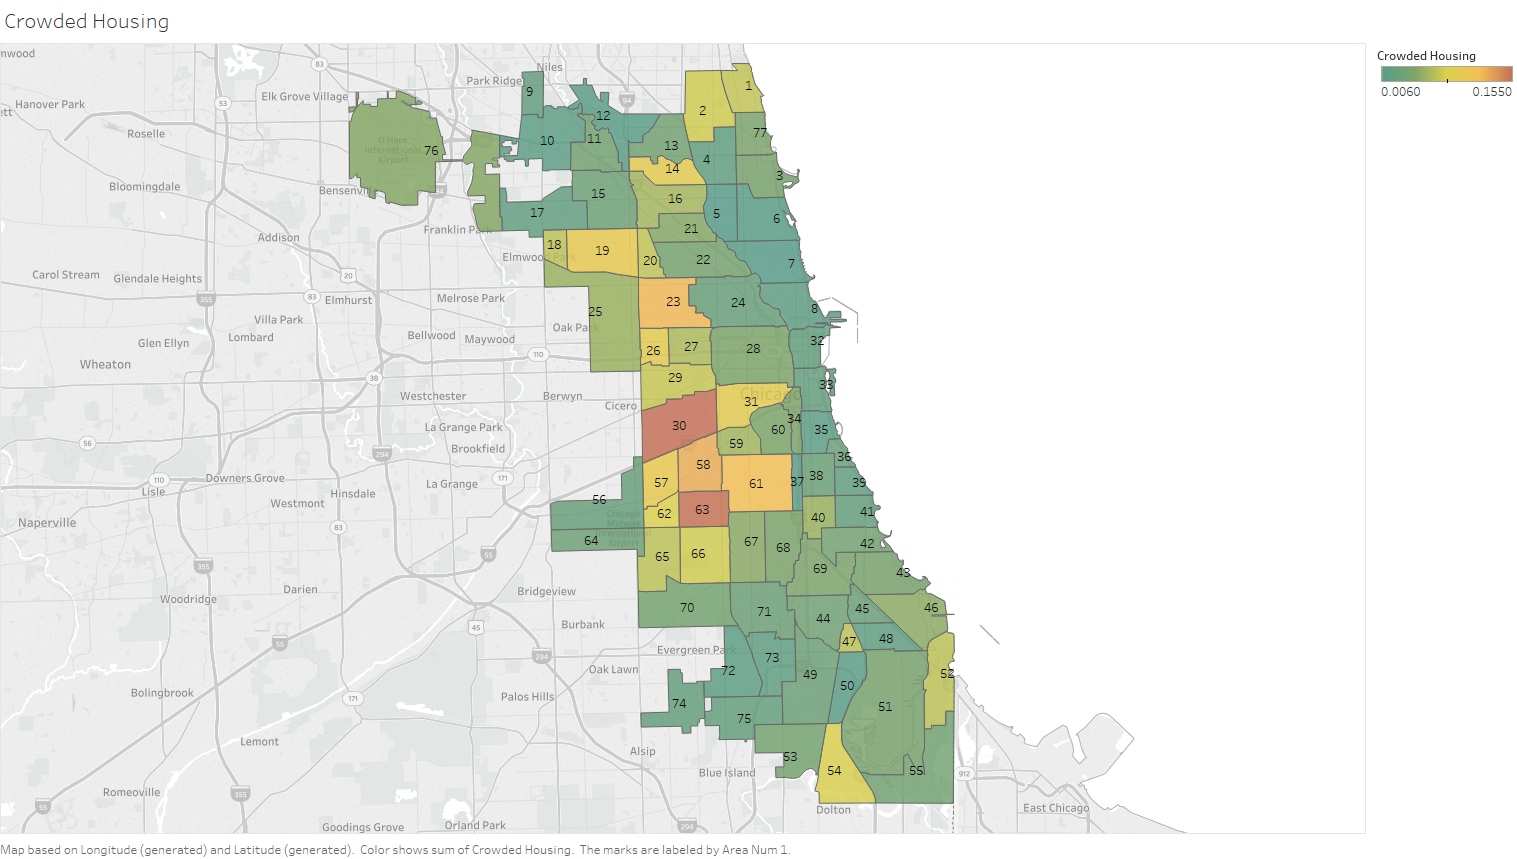 Crowded Housing
Crowded Housing
0.0060
0.1550
nwood
83
Niles
Park Ridge
9
1
Elk Grove Village
94
2
Hanover Park
53
12
ett
77
Roselle
O'Hare
International
Airport
76
10
11
13
4
14
3
Bloomingdale
Bensenville
15
16
17
5
6
Franklin Park
21
Addison
18
19
20
22
7
Elmwood Park
Carol Stream
Glendale Heights
20
355
83
Elmhurst
Melrose Park
23
24
8
25
Villa Park
Oak Park
Glen Ellyn
Lombard
Bellwood
Maywood
32
26
27
28
110
Wheaton
38
29
33
Westchester
Berwyn
Chicago
31
Cicero
34
La Grange Park
30
60
35
56
Brookfield
59
294
36
58
110
Downers Grove
171
57
61
37
38
39
Lisle
La Grange
Hinsdale
56
Westmont
63
62
41
Chicago
Midway
International
Airport
40
Naperville
83
64
67
68
42
55
65
66
355
69
43
Darien
Bridgeview
Woodridge
70
71
45
46
45
Burbank
44
55
47
48
Evergreen Park
294
73
Oak Lawn
72
49
52
50
Bolingbrook
171
Palos Hills
74
51
75
Lemont
Alsip
53
54
55
Blue Island
912
Romeoville
355
55
Dolton
East Chicago
Goodings Grove
Orland Park
294
Map based on Longitude (generated) and Latitude (generated).  Color shows sum of Crowded Housing.  The marks are labeled by Area Num 1.